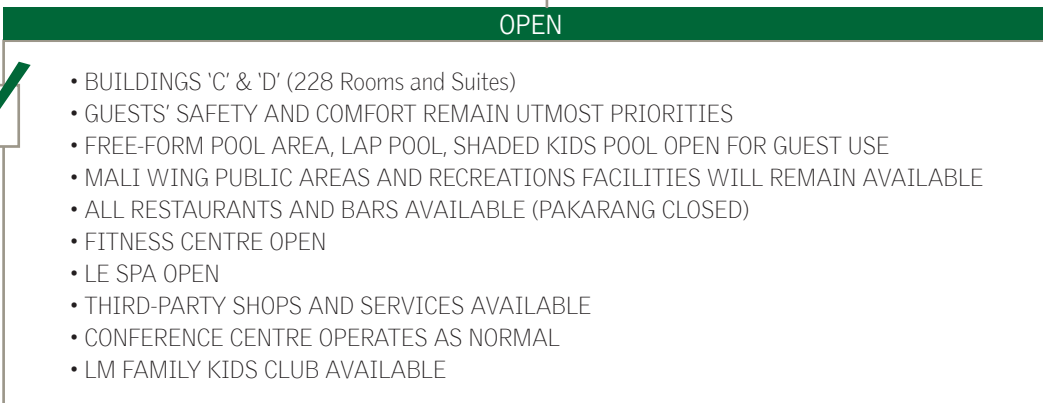 OPEN
• BUILDINGS ‘C’ & ‘D’ (228 Rooms and Suites)
• GUESTS’ SAFETY AND COMFORT REMAIN UTMOST PRIORITIES
• FREE-FORM POOL AREA, LAP POOL, SHADED KIDS POOL OPEN FOR GUEST USE
• MALI WING PUBLIC AREAS AND RECREATIONS FACILITIES WILL REMAIN AVAILABLE
• ALL RESTAURANTS AND BARS AVAILABLE (PAKARANG CLOSED)
• FITNESS CENTRE OPEN
• LE SPA OPEN
• THIRD-PARTY SHOPS AND SERVICES AVAILABLE
• CONFERENCE CENTRE OPERATES AS NORMAL
• LM FAMILY KIDS CLUB AVAILABLE